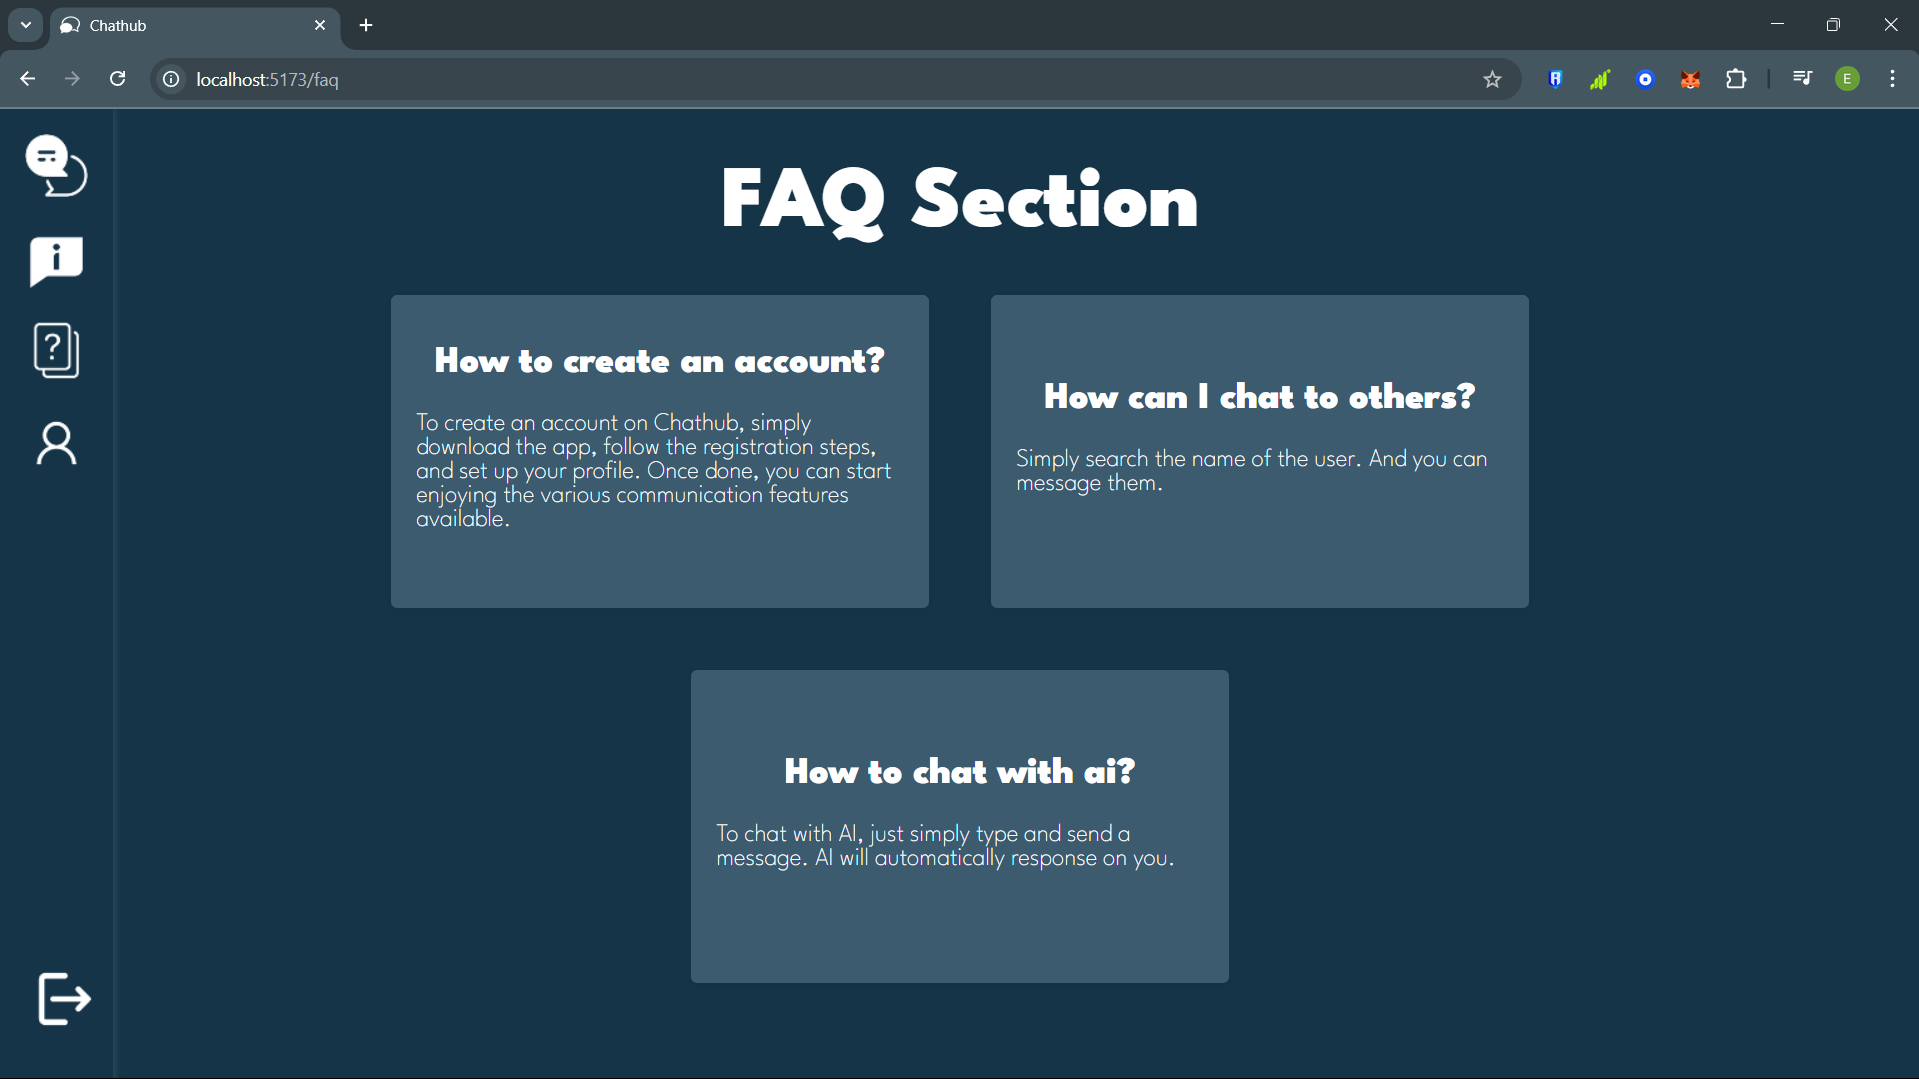 Chathub
localhost:5173/faq
E
FAQ Section
How to create an account?
To create an account on Chathub, simply
download the app, follow the registration steps,
and set up your profile. Once done, you can start
enjoying the various communication features
available.
How can I chat to others?
Simply search the name of the user. And you can
message them.
How to chat with ai?
To chat with AI, just simply type and send a
message. AI will automatically response on you.